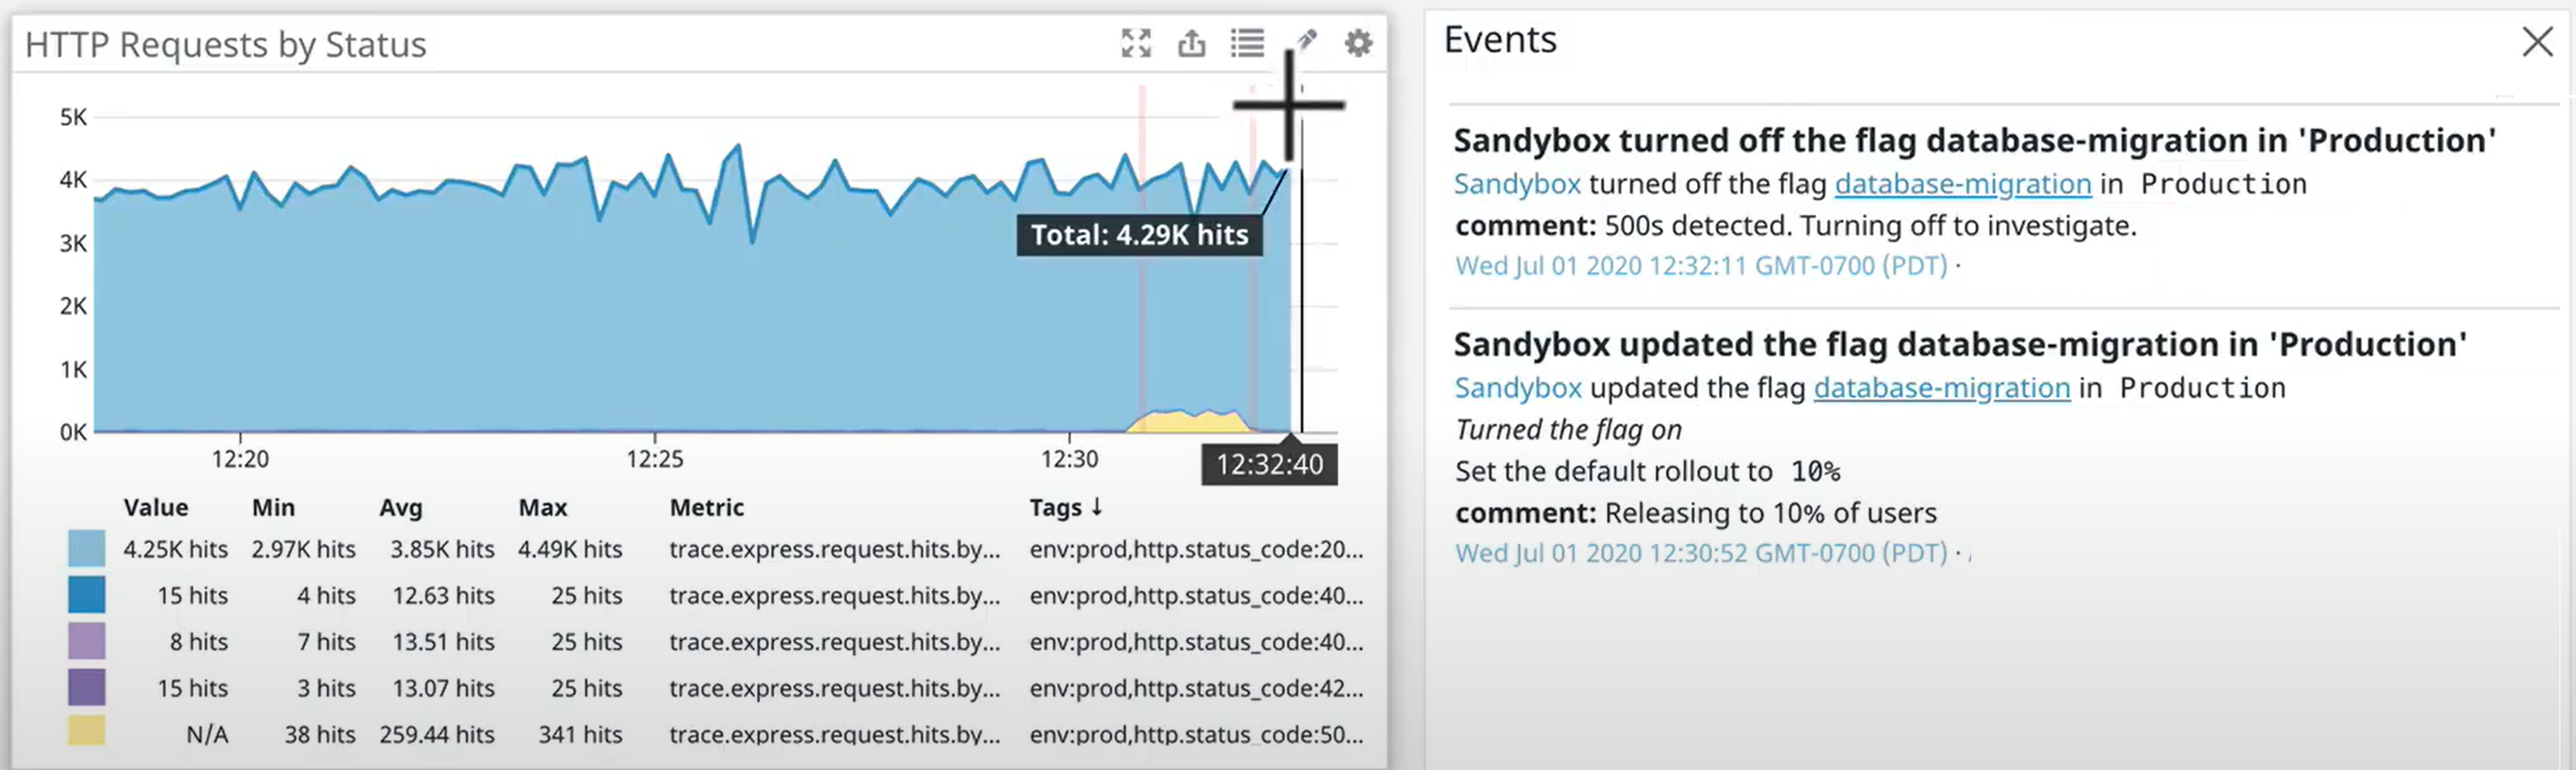 HTTP Requests by Status
5K
4K
3K
2K
1K
0K
Total: 4.29K hits
12:20 12:25 12:30 12:32:40
Value Min Avg Max Metric Tags ↓
4.25K hits 2.97K hits 3.85K hits 4.49K hits trace.express.request.hits.by... env:prod,http.status_code:20...
15 hits 4 hits 12.63 hits 25 hits trace.express.request.hits.by... env:prod,http.status_code:40...
8 hits 7 hits 13.51 hits 25 hits trace.express.request.hits.by... env:prod,http.status_code:40...
15 hits 3 hits 13.07 hits 25 hits trace.express.request.hits.by... env:prod,http.status_code:42...
N/A 38 hits 259.44 hits 341 hits trace.express.request.hits.by... env:prod,http.status_code:50...
Events
Sandybox turned off the flag database-migration in 'Production'
Sandybox turned off the flag database-migration in Production
comment: 500s detected. Turning off to investigate.
Wed Jul 01 2020 12:32:11 GMT-0700 (PDT) ·
Sandybox updated the flag database-migration in 'Production'
Sandybox updated the flag database-migration in Production
Turned the flag on
Set the default rollout to 10%
comment: Releasing to 10% of users
Wed Jul 01 2020 12:30:52 GMT-0700 (PDT) ·